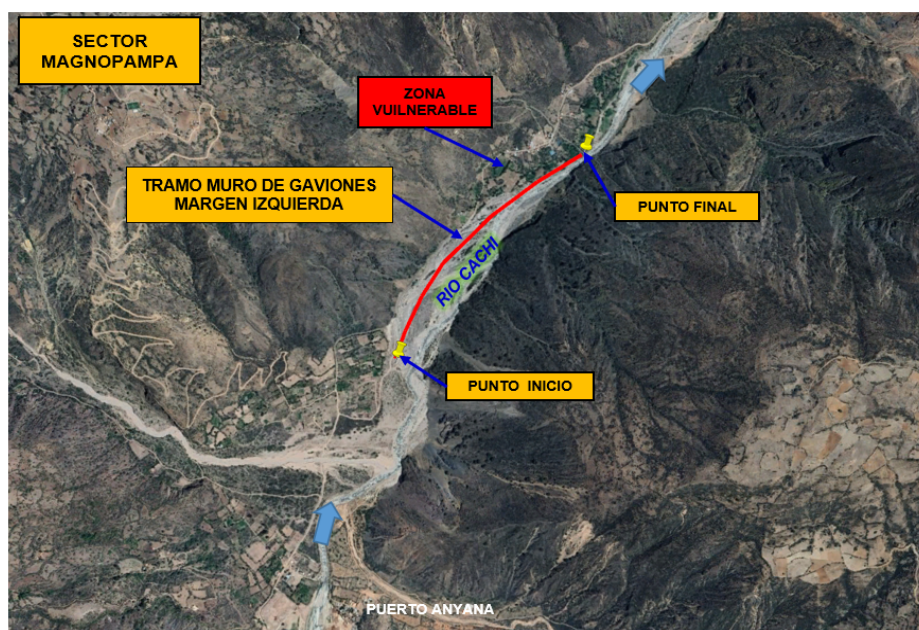 SECTOR
MAGNOPAMPA
ZONA
VUILNERABLE
TRAMO MURO DE GAVIONES
MARGEN IZQUIERDA
PUNTO FINAL
RIO CACHI
PUNTO INICIO
PUERTO ANYANA